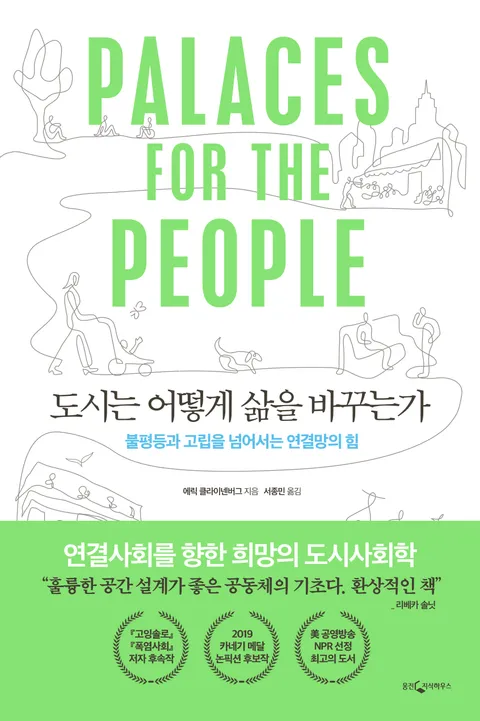 PALACES
FOR THE
PEOPLE
도시는 어떻게 삶을 바꾸는가
불평등과 고립을 넘어서는 연결망의 힘
에릭 클라이넨버그 지음 서종민 옮김
연결사회를 향한 희망의 도시사회학
“훌륭한 공간 설계가 좋은 공동체의 기초다. 환상적인 책”
_ 리베카 솔닛
『고잉솔로』
『폭염사회』
저자 후속작
2019
카네기 메달
논픽션 후보작
美 공영방송
NPR 선정
최고의 도서
웅진 지식하우스